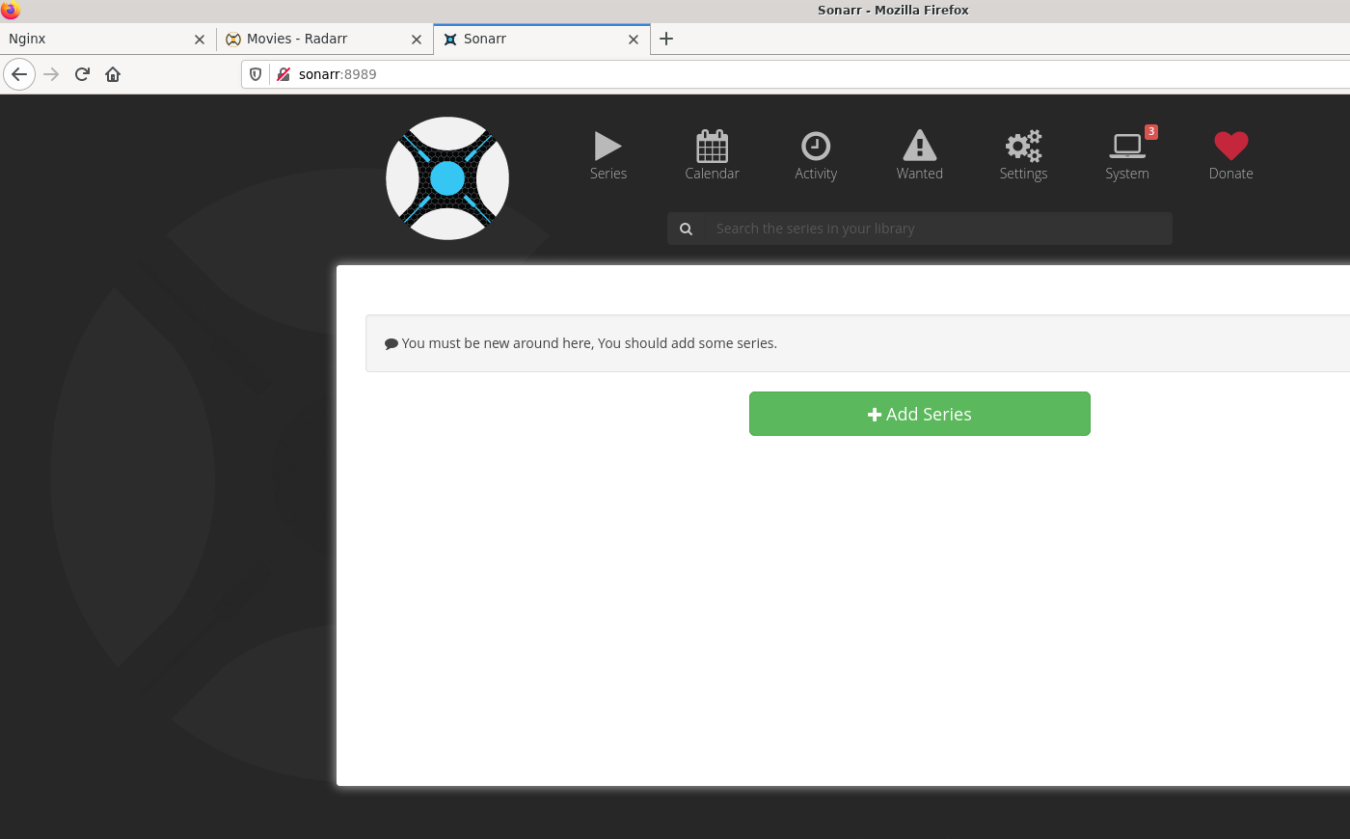 Sonarr - Mozilla Firefox
Nginx
Movies - Radarr
Sonarr
sonarr:8989
3
Series
Calendar
Activity
Wanted
Settings
System
Donate
Search the series in your library
You must be new around here, You should add some series.
Add Series